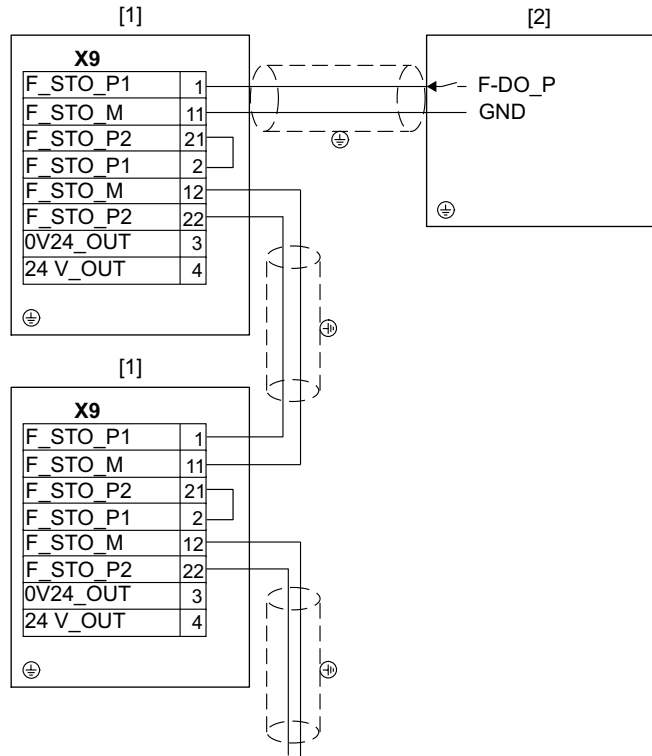 [1]
[2]
X9
F_STO_P1 1
F-DO_P
F_STO_M 11
GND
F_STO_P2 21
F_STO_P1 2
F_STO_M 12
F_STO_P2 22
0V24_OUT 3
24 V_OUT 4
[1]
X9
F_STO_P1 1
F_STO_M 11
F_STO_P2 21
F_STO_P1 2
F_STO_M 12
F_STO_P2 22
0V24_OUT 3
24 V_OUT 4